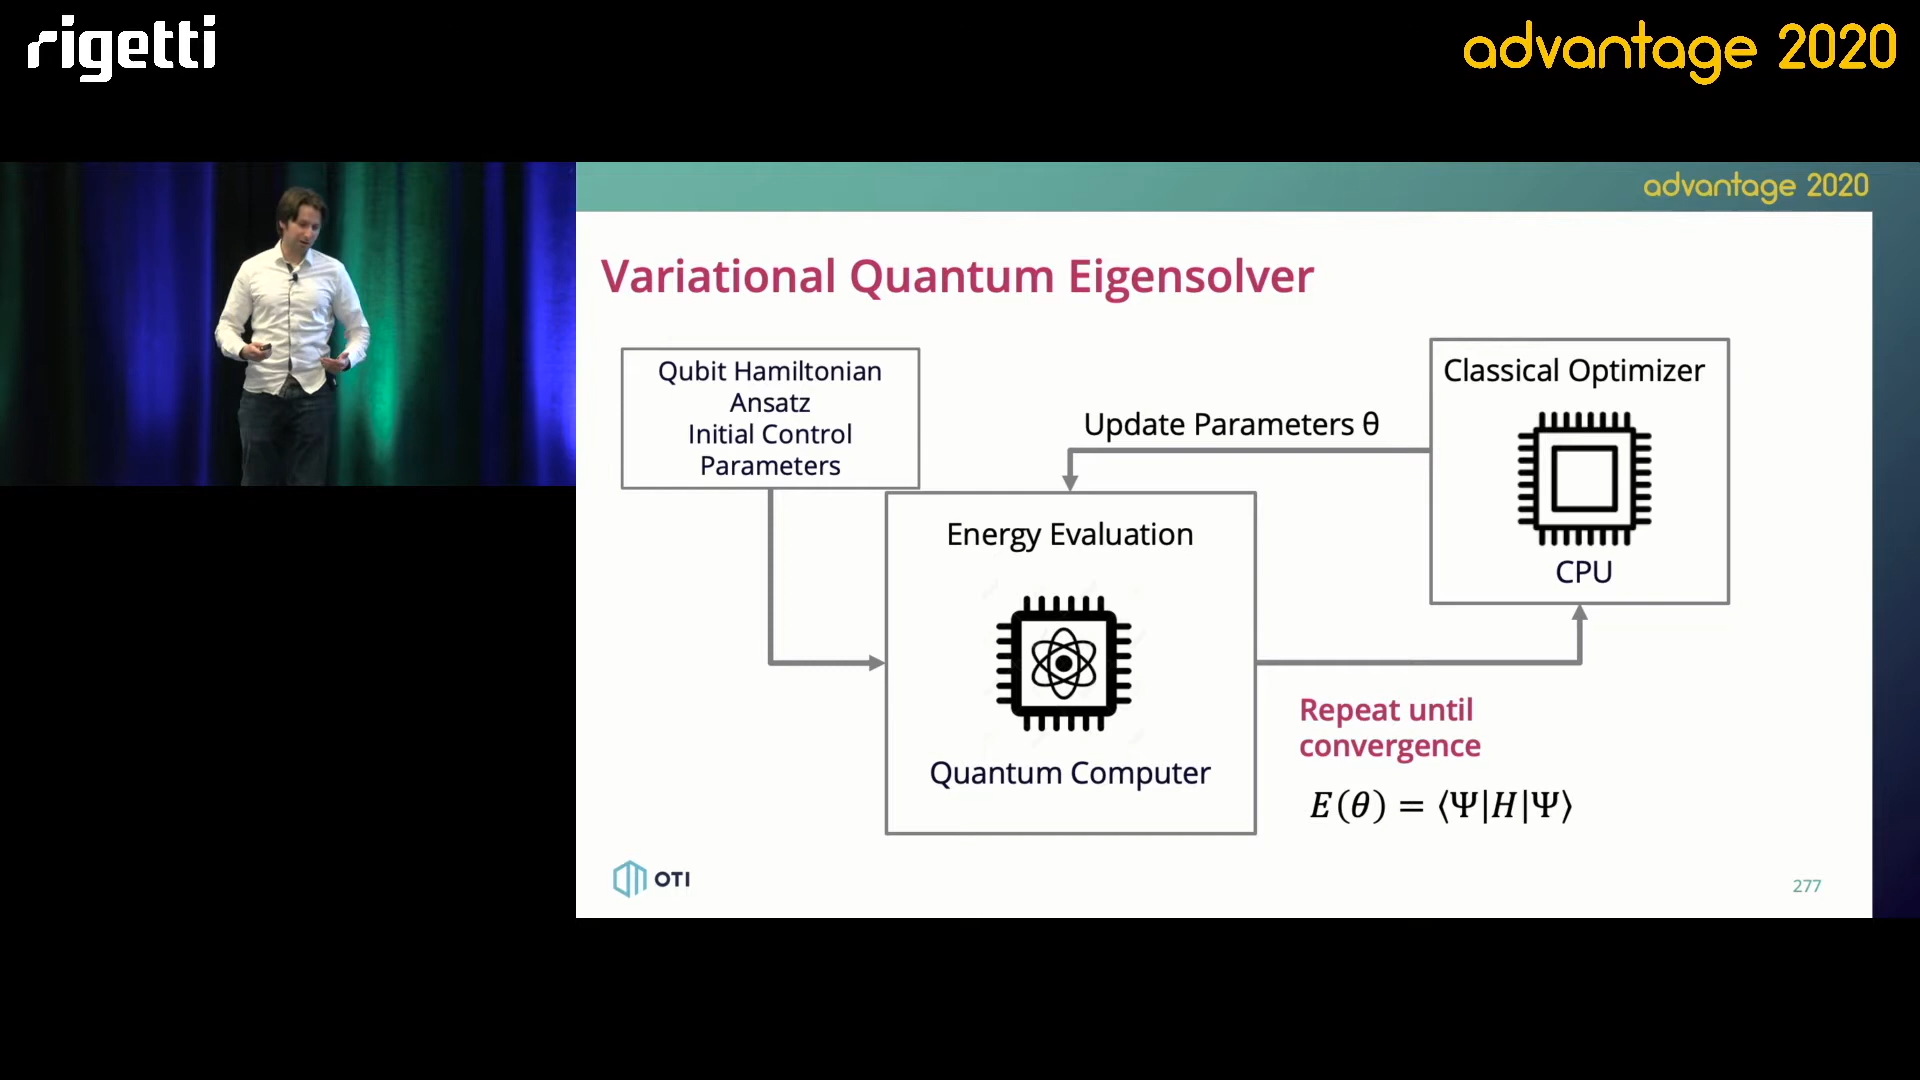 rigetti
advantage 2020
advantage 2020
Variational Quantum Eigensolver
Qubit Hamiltonian
Ansatz
Initial Control
Parameters
Update Parameters θ
Classical Optimizer
CPU
Energy Evaluation
Quantum Computer
Repeat until
convergence
E(θ) = ⟨Ψ|H|Ψ⟩
OTI
277